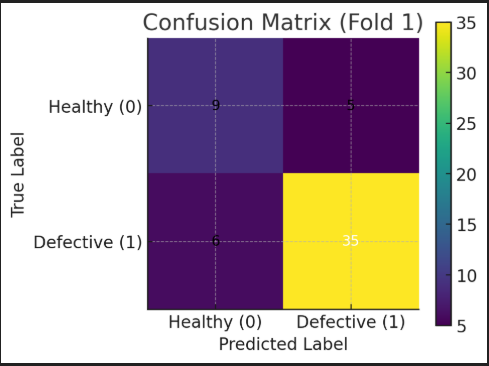 Confusion Matrix (Fold 1)
35
30
25
20
15
10
5
True Label
Healthy (0)
9 5
Defective (1)
6 35
Healthy (0) Defective (1)
Predicted Label